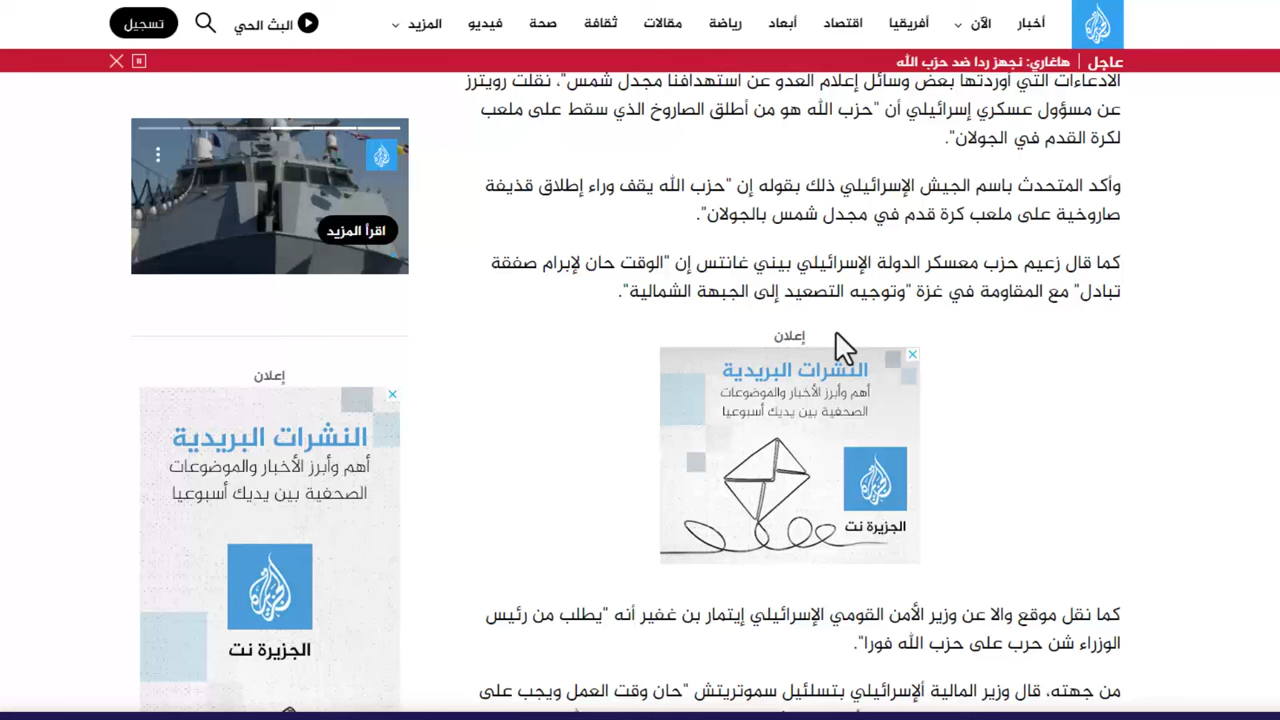 أخبار
الآن
أفريقيا
اقتصاد
أبعاد
رياضة
مقالات
ثقافة
صحة
فيديو
المزيد
البث الحي
تسجيل
عاجل
هاغاري: نجهز ردا ضد حزب الله
الادعاءات التي أوردتها بعض وسائل إعلام العدو عن استهدافنا مجدل شمس"، نقلت رويترز
عن مسؤول عسكري إسرائيلي أن "حزب الله هو من أطلق الصاروخ الذي سقط على ملعب
لكرة القدم في الجولان".
وأكد المتحدث باسم الجيش الإسرائيلي ذلك بقوله إن "حزب الله يقف وراء إطلاق قذيفة
صاروخية على ملعب كرة قدم في مجدل شمس بالجولان".
كما قال زعيم حزب معسكر الدولة الإسرائيلي بيني غانتس إن "الوقت حان لإبرام صفقة
تبادل" مع المقاومة في غزة "وتوجيه التصعيد إلى الجبهة الشمالية".
إعلان
النشرات البريدية
أهم وأبرز الأخبار والموضوعات
الصحفية بين يديك أسبوعيا
الجزيرة نت
كما نقل موقع والا عن وزير الأمن القومي الإسرائيلي إيتمار بن غفير أنه "يطلب من رئيس
الوزراء شن حرب على حزب الله فورا".
من جهته، قال وزير المالية ألإسرائيلي بتسلئيل سموتريتش "حان وقت العمل ويجب على
اقرأ المزيد
إعلان
النشرات البريدية
أهم وأبرز الأخبار والموضوعات
الصحفية بين يديك أسبوعيا
الجزيرة نت